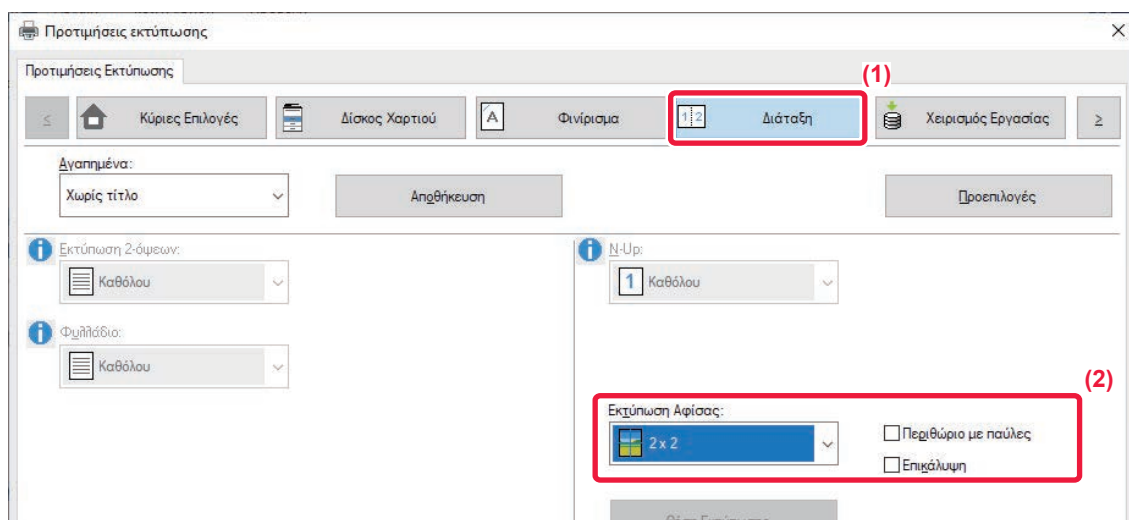 Προτιμήσεις εκτύπωσης
Προτιμήσεις Εκτύπωσης
(1)
< Κύριες Επιλογές Δίσκος Χαρτιού A Φινίρισμα 1 2 Διάταξη Χειρισμός Εργασίας >
Αγαπημένα:
Χωρίς τίτλο Αποθήκευση Προεπιλογές
Εκτύπωση 2-όψεων: N-Up:
Καθόλου 1 Καθόλου
Φυλλάδιο:
Καθόλου
(2)
Εκτύπωση Αφίσας:
2 x 2 Περιθώριο με παύλες
Επικάλυψη